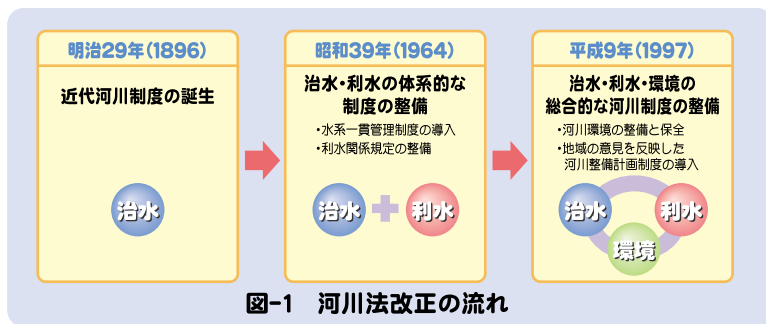 明治29年(1896)
近代河川制度の誕生
治水
昭和39年(1964)
治水・利水の体系的な
制度の整備
・水系一貫管理制度の導入
・利水関係規定の整備
治水
利水
平成9年(1997)
治水・利水・環境の
総合的な河川制度の整備
・河川環境の整備と保全
・地域の意見を反映した
河川整備計画制度の導入
治水
利水
環境
図-1 河川法改正の流れ